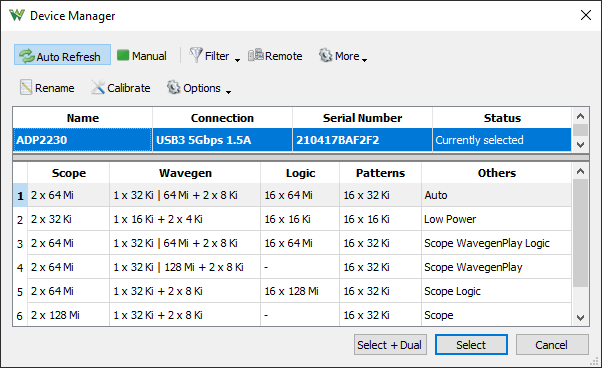 Device Manager
Auto Refresh Manual Filter Remote More
Rename Calibrate Options
Name Connection Serial Number Status
ADP2230 USB3 5Gbps 1.5A 210417BAF2F2 Currently selected
Scope Wavegen Logic Patterns Others
1 2 x 64 Mi 1 x 32 Ki | 64 Mi + 2 x 8 Ki 16 x 64 Mi 16 x 32 Ki Auto
2 2 x 32 Ki 1 x 16 Ki + 2 x 4 Ki 16 x 16 Ki 16 x 16 Ki Low Power
3 2 x 64 Mi 1 x 32 Ki | 64 Mi + 2 x 8 Ki 16 x 64 Mi 16 x 32 Ki Scope WavegenPlay Logic
4 2 x 64 Mi 1 x 32 Ki | 128 Mi + 2 x 8 Ki - 16 x 32 Ki Scope WavegenPlay
5 2 x 64 Mi 1 x 32 Ki + 2 x 8 Ki 16 x 128 Mi 16 x 32 Ki Scope Logic
6 2 x 128 Mi 1 x 32 Ki + 2 x 8 Ki - 16 x 32 Ki Scope
Select + Dual Select Cancel